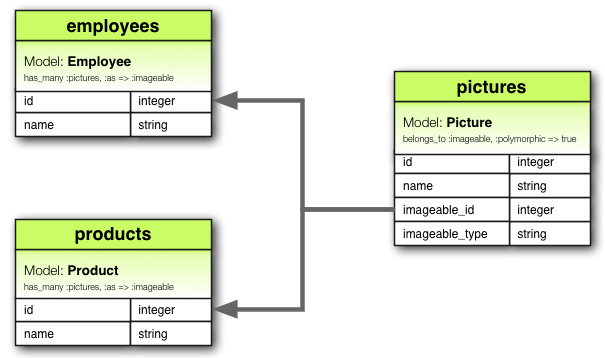 employees
Model: Employee
has_many :pictures, :as => :imageable
id integer
name string
pictures
Model: Picture
belongs_to :imageable, :polymorphic => true
id integer
name string
imageable_id integer
imageable_type string
products
Model: Product
has_many :pictures, :as => :imageable
id integer
name string